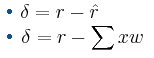 • δ = r − r̂
• δ = r − ∑ xw